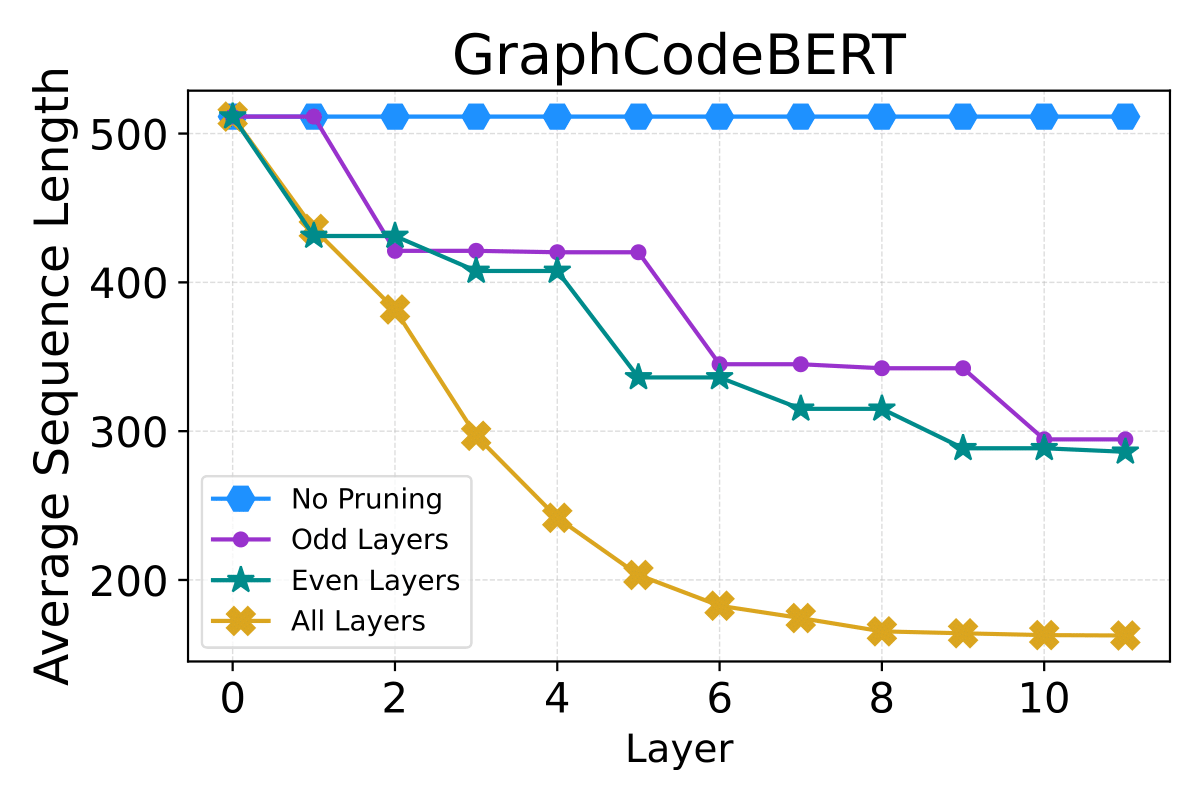 GraphCodeBERT
Average Sequence Length
500
400
300
200
No Pruning
Odd Layers
Even Layers
All Layers
0 2 4 6 8 10
Layer